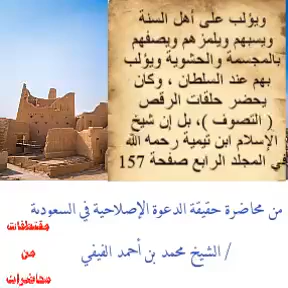 ويؤلب على أهل السنة
ويسبهم ويلمزهم ويصفهم
بالمجسمة والحشوية ويؤلب
بهم عند السلطان ، وكان
يحضر حلقات الرقص
( التصوف )، بل إن شيخ
الإسلام ابن تيمية رحمه الله
في المجلد الرابع صفحة 157
من محاضرة حقيقة الدعوة الإصلاحية في السعودية
الشيخ محمد بن أحمد الفيفي /
مقتطفات
من
محاضرات